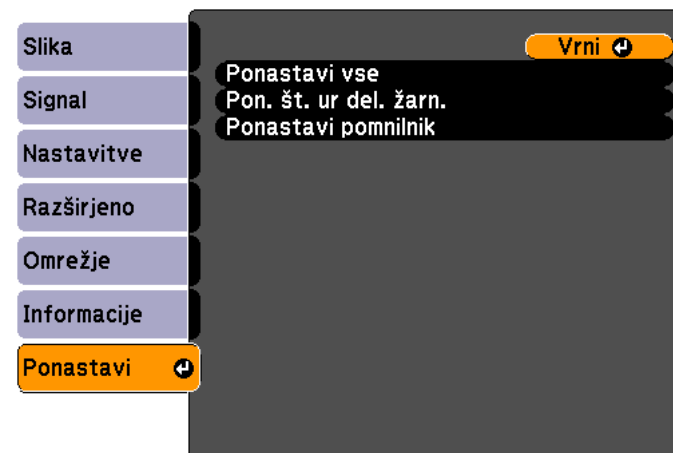 Slika
Signal
Nastavitve
Razširjeno
Omrežje
Informacije
Ponastavi
Vrni
Ponastavi vse
Pon. št. ur del. žarn.
Ponastavi pomnilnik